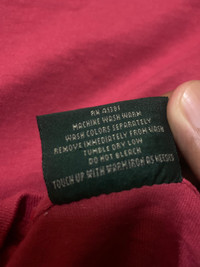 RN 41381
MACHINE WASH WARM
WASH COLORS SEPARATELY
REMOVE IMMEDIATELY FROM WASH
TUMBLE DRY LOW
DO NOT BLEACH
TOUCH UP WITH WARM IRON AS NEEDED